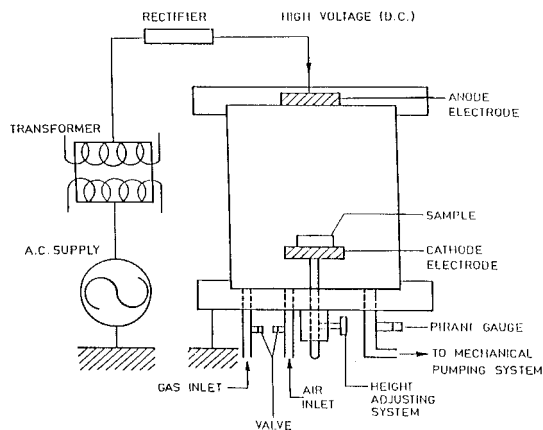 RECTIFIER
HIGH VOLTAGE (D.C.)
ANODE
ELECTRODE
TRANSFORMER
SAMPLE
A.C. SUPPLY
CATHODE
ELECTRODE
PIRANI GAUGE
TO MECHANICAL
PUMPING SYSTEM
GAS INLET
AIR
INLET
HEIGHT
ADJUSTING
SYSTEM
VALVE